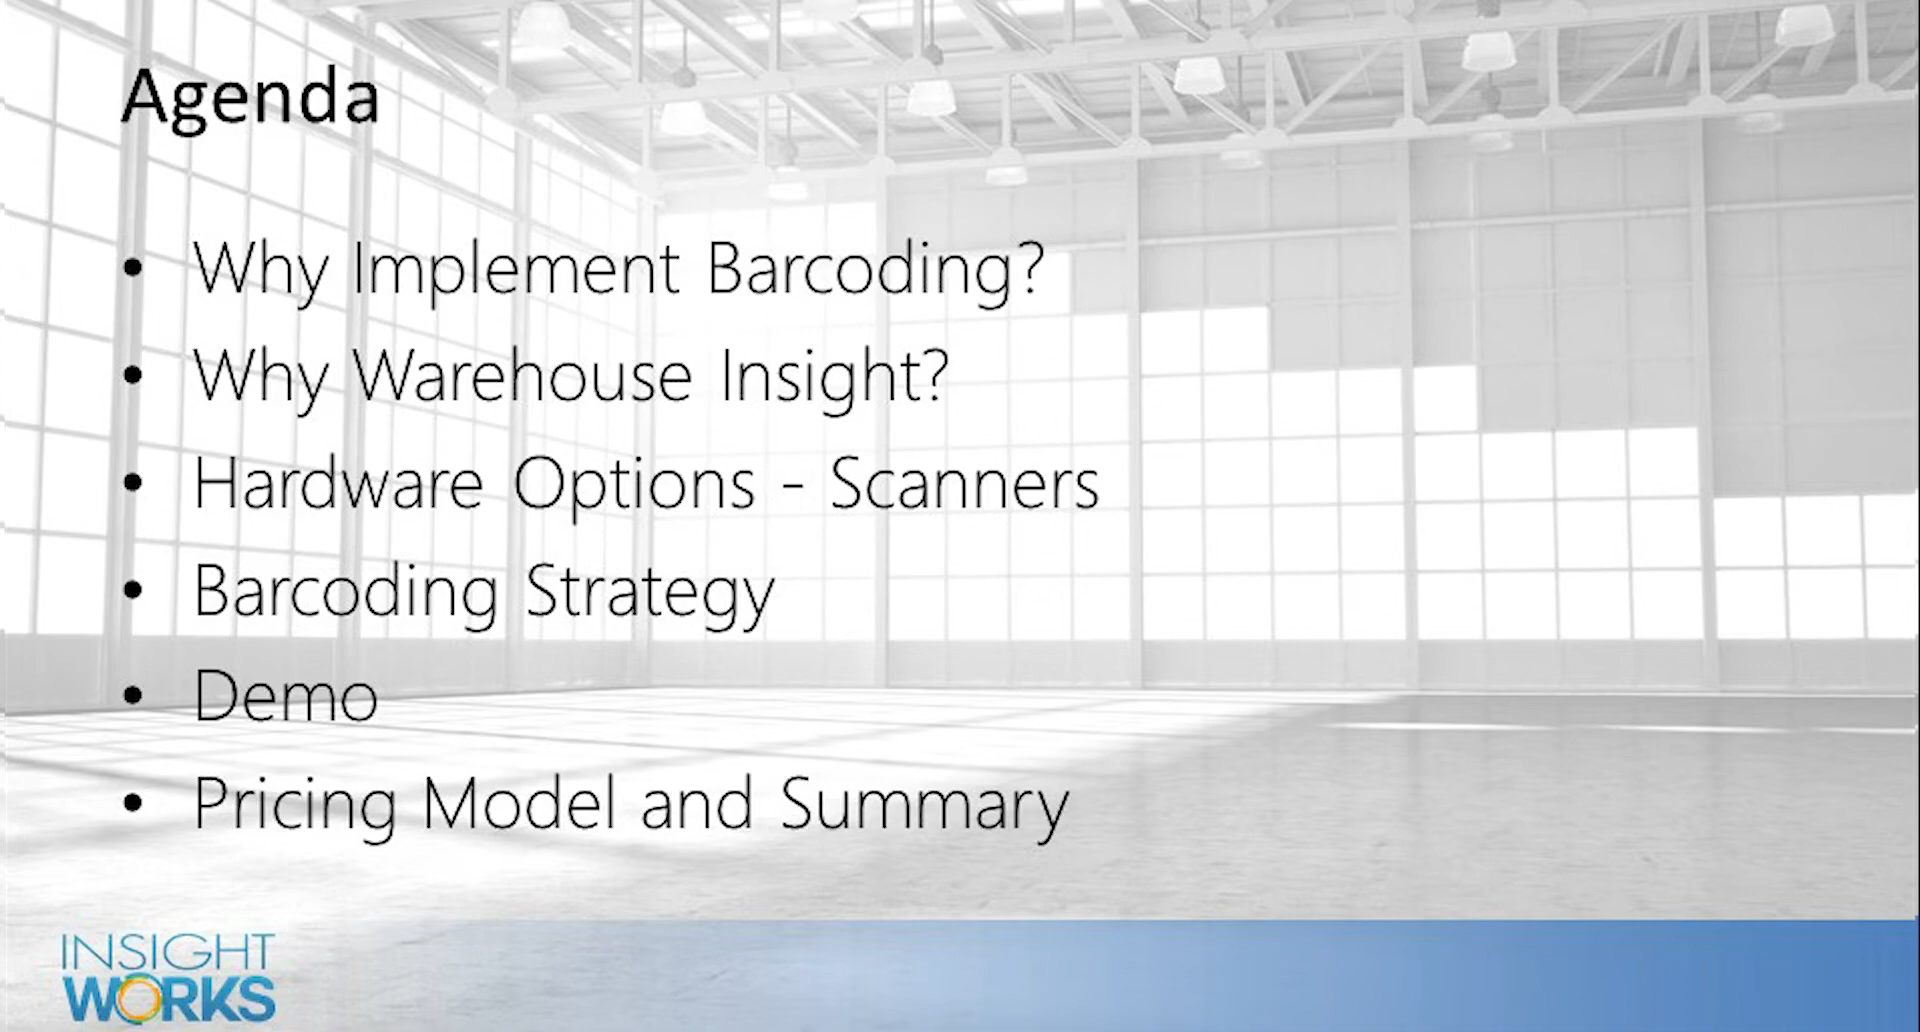 Agenda
• Why Implement Barcoding?
• Why Warehouse Insight?
• Hardware Options - Scanners
• Barcoding Strategy
• Demo
• Pricing Model and Summary
INSIGHT
WORKS